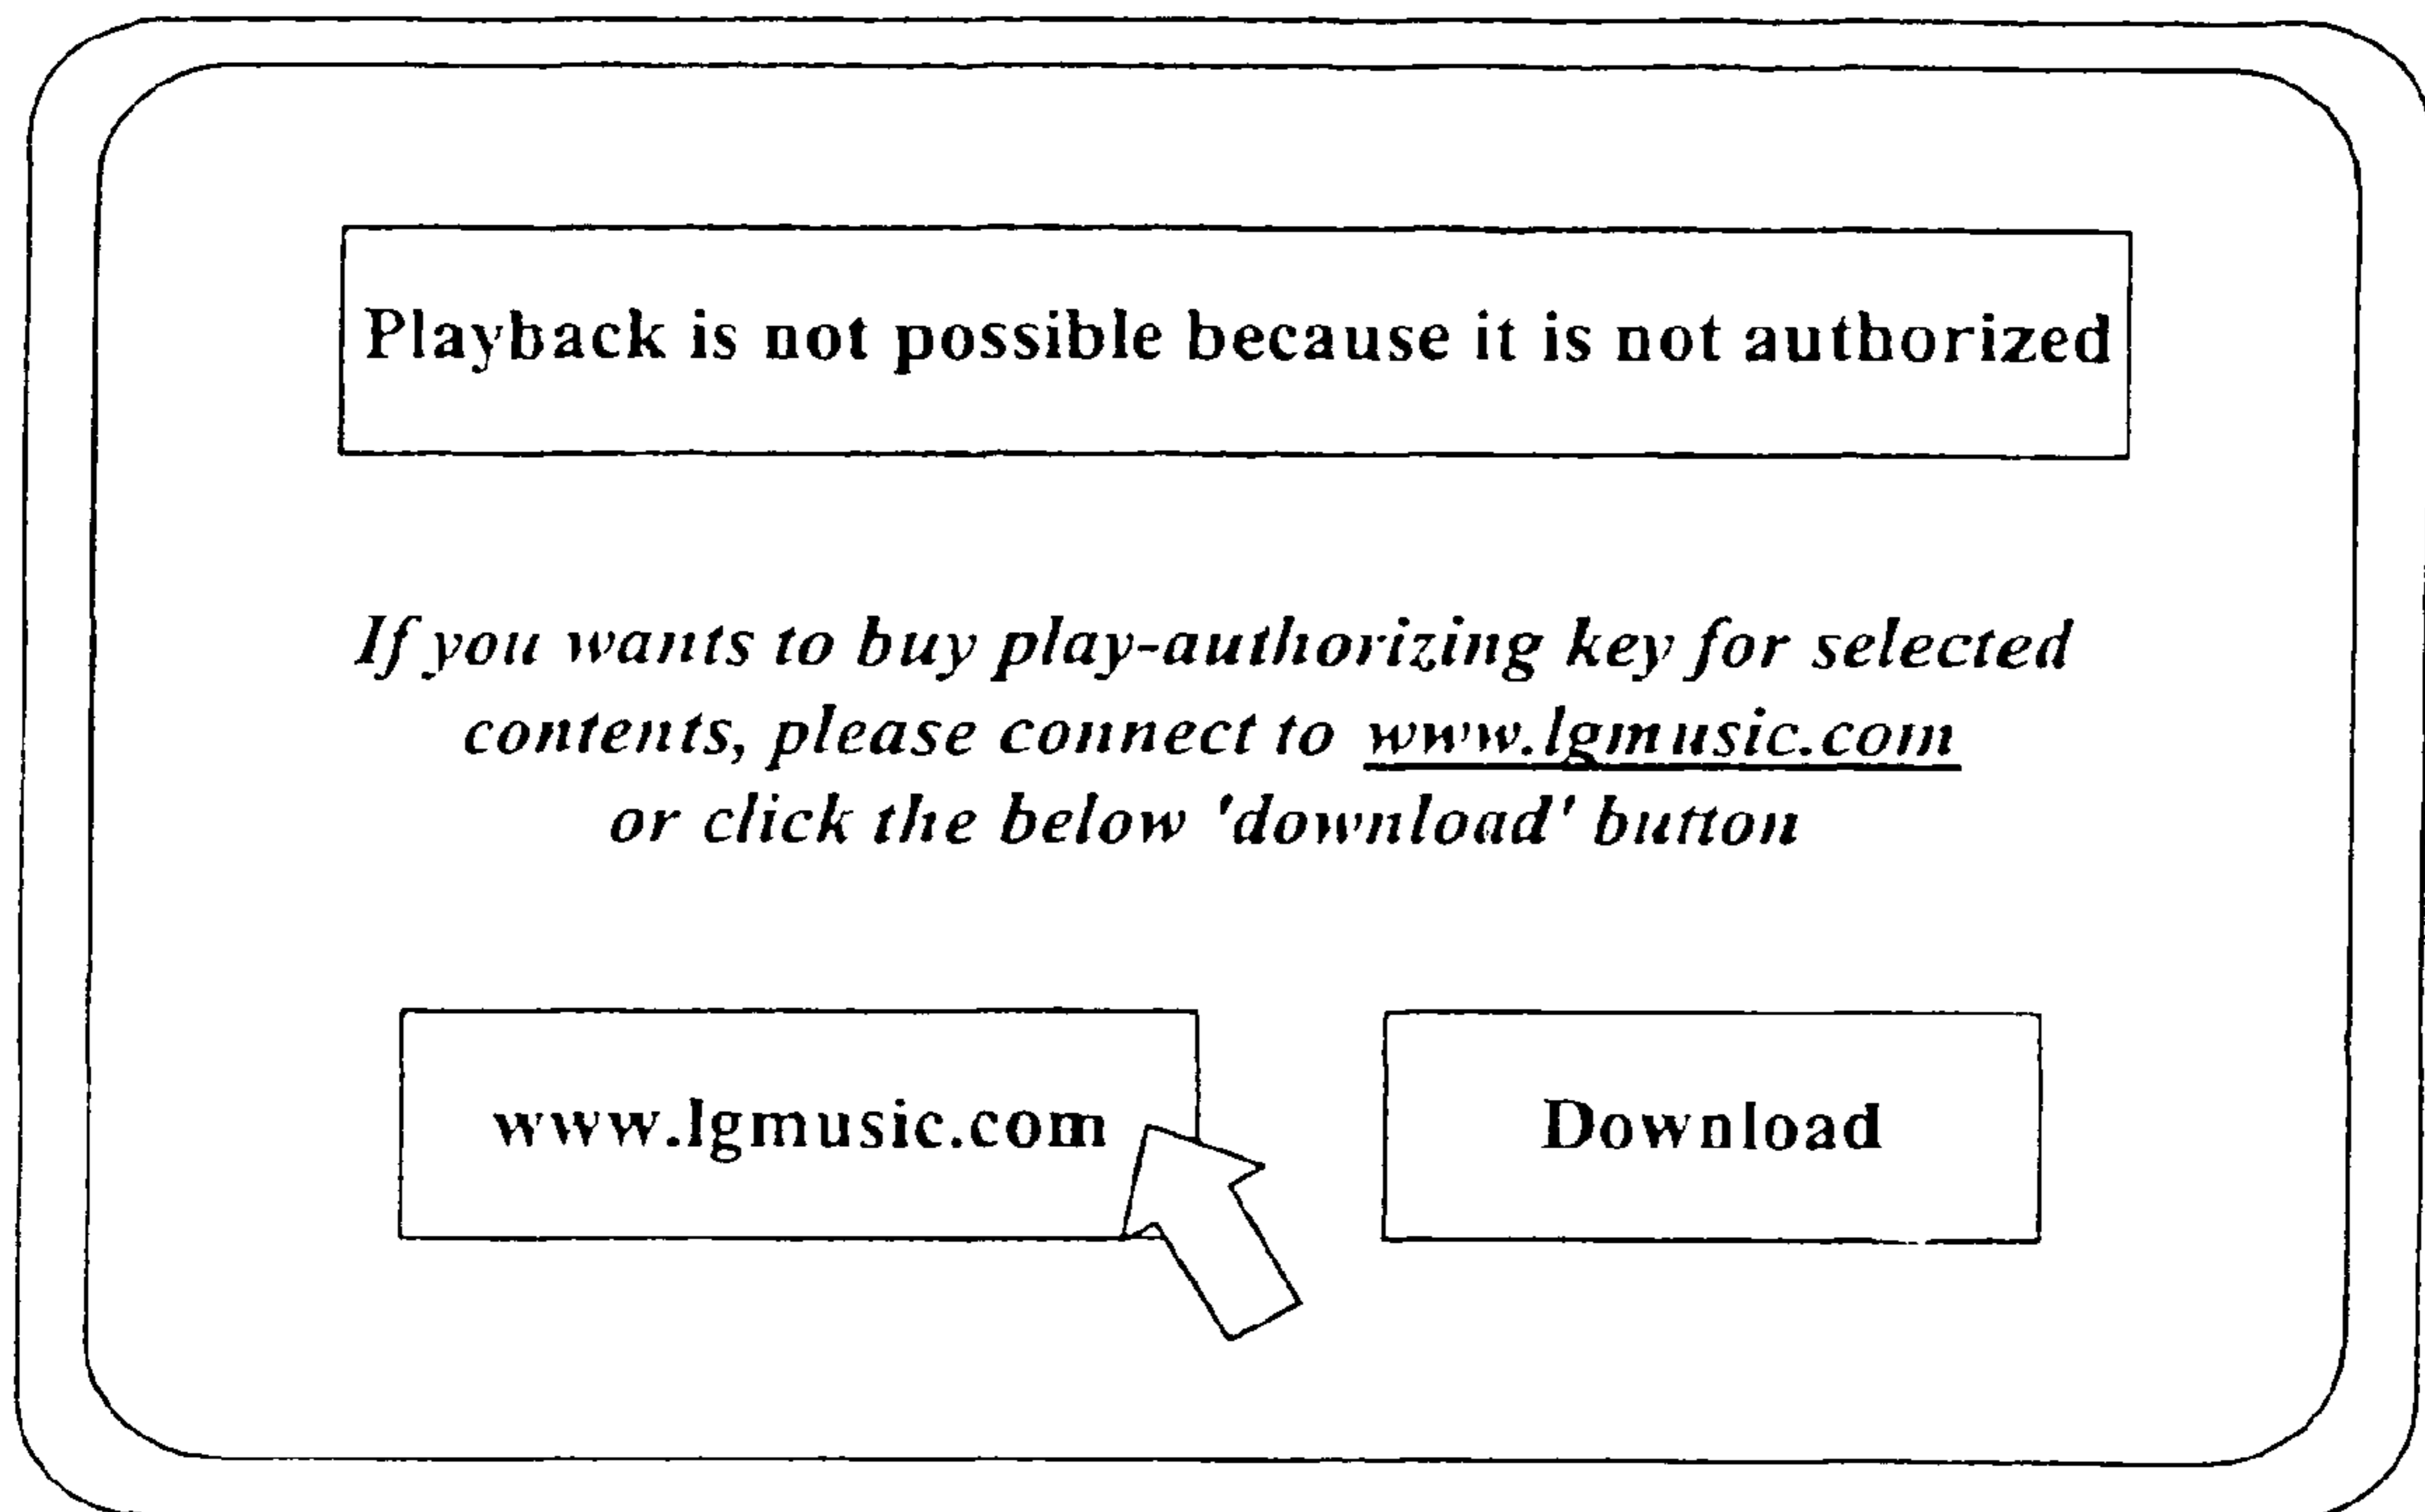 Playback is not possible because it is not authorized
If you wants to buy play-authorizing key for selected
contents, please connect to www.lgmusic.com
or click the below 'download' button
www.lgmusic.com
Download